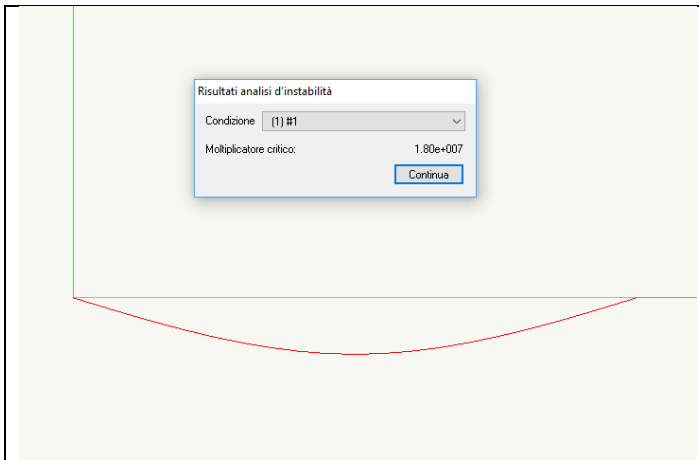 Risultati analisi d'instabilità
Condizione (1) #1
Moltiplicatore critico: 1.80e+007
Continua